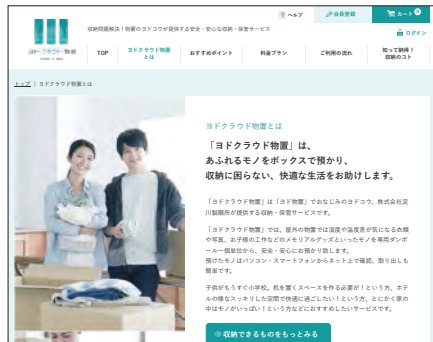 ヘルプ
会員登録
カート 0
収納問題解決！物置のヨドコウが提供する安全・安心な収納・保管サービス
ログイン
ヨドクラウド物置
TOP
ヨドクラウド物置
とは
おすすめポイント
料金プラン
ご利用の流れ
知って納得！
収納のコト
トップ 〉 ヨドクラウド物置とは
ヨドクラウド物置とは
「ヨドクラウド物置」は、
あふれるモノをボックスで預かり、
収納に困らない、快適な生活をお助けします。
「ヨドクラウド物置」は「ヨド物置」でおなじみのヨドコウ、株式会社淀
川製鋼所が提供する収納・保管サービスです。
「ヨドクラウド物置」では、屋外の物置では湿度や温度差が気になる衣類
や写真、お子様の工作などのメモリアルグッズといったモノを専用ダンボ
ール一個単位から、安全・安心にお預かり致します。
預けたモノはパソコン・スマートフォンからネット上で確認、取り出しも
簡単です。
子供がもうすぐ小学校。机を置くスペースを作る必要が！という方、ホテ
ルの様なスッキリした空間で快適に過ごしたい！という方、とにかく家の
中はモノがいっぱい！という方などにおすすめしたいサービスです。
収納できるものをもっとみる